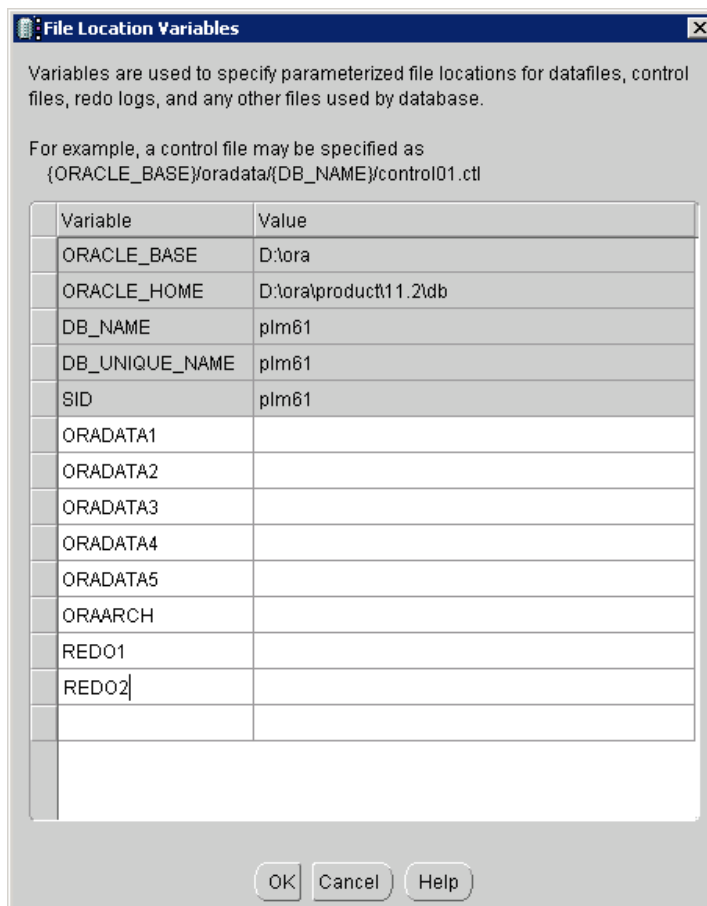 File Location Variables
Variables are used to specify parameterized file locations for datafiles, control
files, redo logs, and any other files used by database.
For example, a control file may be specified as
{ORACLE_BASE}/oradata/{DB_NAME}/control01.ctl
Variable Value
ORACLE_BASE D:\ora
ORACLE_HOME D:\ora\product\11.2\db
DB_NAME plm61
DB_UNIQUE_NAME plm61
SID plm61
ORADATA1
ORADATA2
ORADATA3
ORADATA4
ORADATA5
ORAARCH
REDO1
REDO2
OK Cancel Help